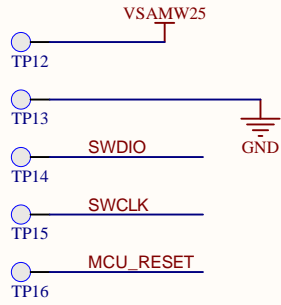 VSAMW25
TP12
TP13
GND
SWDIO
TP14
SWCLK
TP15
MCU_RESET
TP16